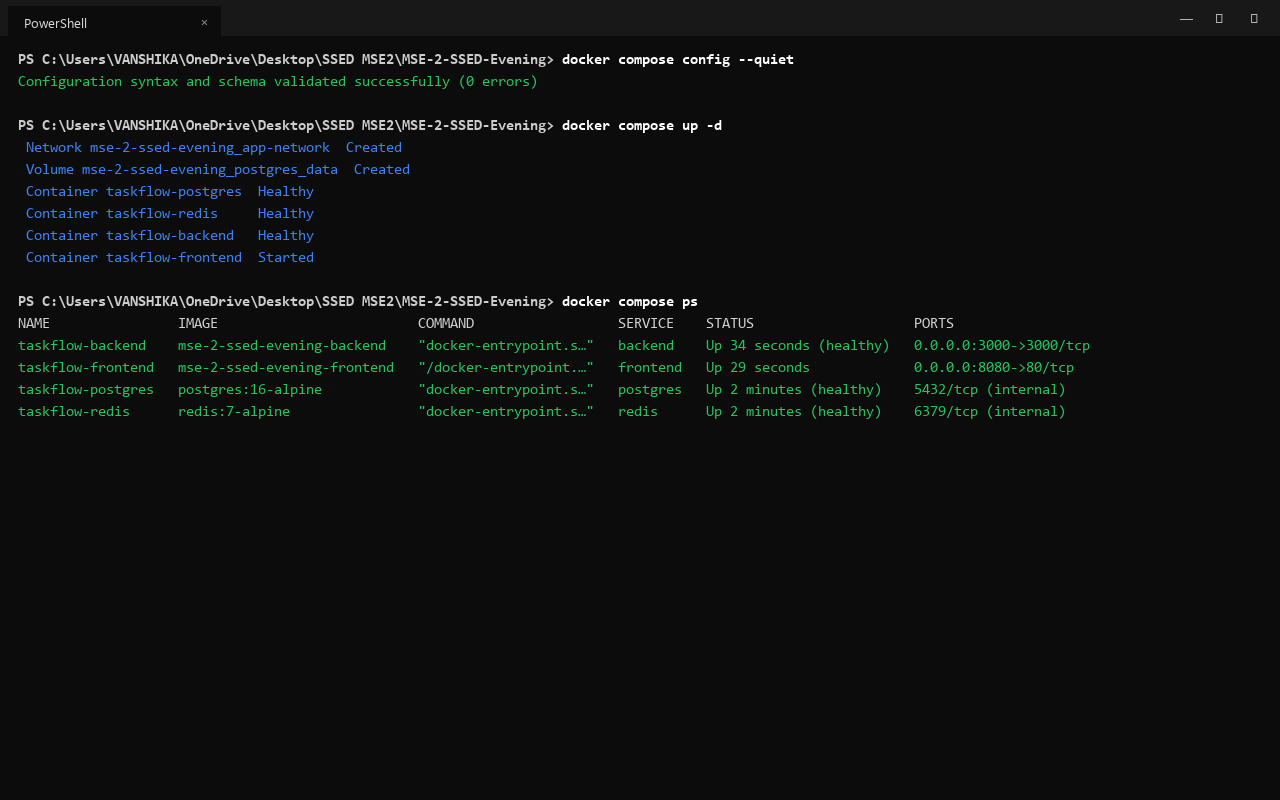 PowerShell ×
PS C:\Users\VANSHIKA\OneDrive\Desktop\SSED MSE2\MSE-2-SSED-Evening> docker compose config --quiet
Configuration syntax and schema validated successfully (0 errors)
PS C:\Users\VANSHIKA\OneDrive\Desktop\SSED MSE2\MSE-2-SSED-Evening> docker compose up -d
Network mse-2-ssed-evening_app-network  Created
Volume mse-2-ssed-evening_postgres_data  Created
Container taskflow-postgres  Healthy
Container taskflow-redis     Healthy
Container taskflow-backend   Healthy
Container taskflow-frontend  Started
PS C:\Users\VANSHIKA\OneDrive\Desktop\SSED MSE2\MSE-2-SSED-Evening> docker compose ps
NAME                IMAGE                         COMMAND                  SERVICE    STATUS                    PORTS
taskflow-backend    mse-2-ssed-evening-backend    "docker-entrypoint.s…"   backend    Up 34 seconds (healthy)   0.0.0.0:3000->3000/tcp
taskflow-frontend   mse-2-ssed-evening-frontend   "/docker-entrypoint.…"   frontend   Up 29 seconds             0.0.0.0:8080->80/tcp
taskflow-postgres   postgres:16-alpine            "docker-entrypoint.s…"   postgres   Up 2 minutes (healthy)    5432/tcp (internal)
taskflow-redis      redis:7-alpine                "docker-entrypoint.s…"   redis      Up 2 minutes (healthy)    6379/tcp (internal)